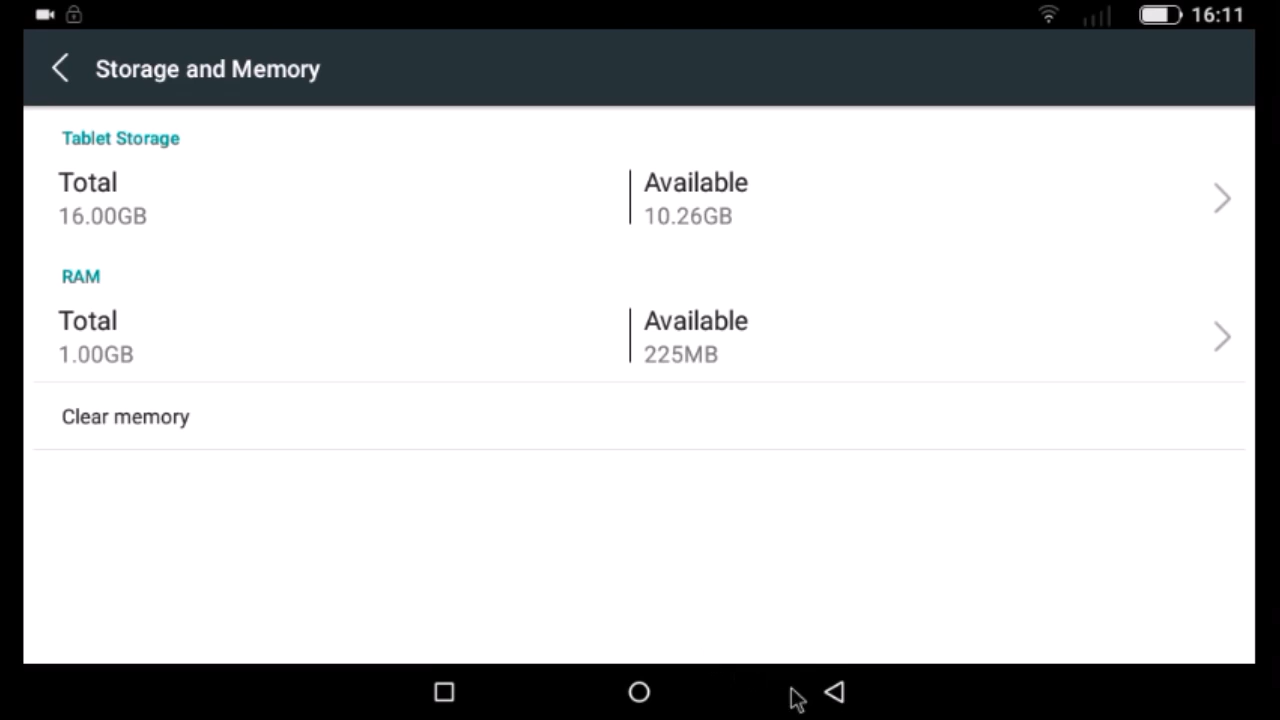 16:11
Storage and Memory
Tablet Storage
Total
Available
16.00GB
10.26GB
RAM
Total
Available
1.00GB
225MB
Clear memory